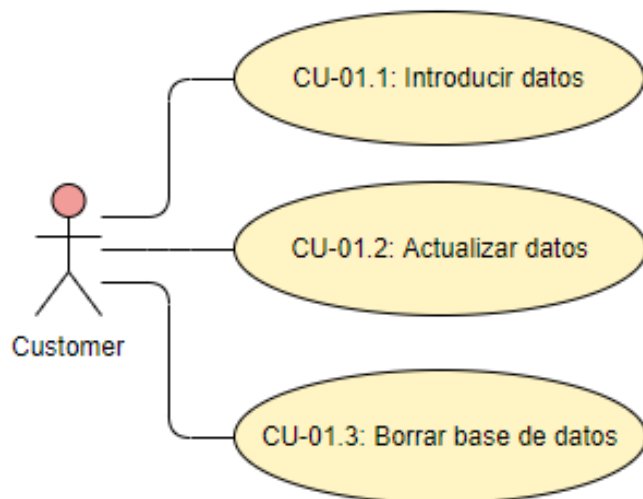 CU-01.1: Introducir datos
CU-01.2: Actualizar datos
Customer
CU-01.3: Borrar base de datos